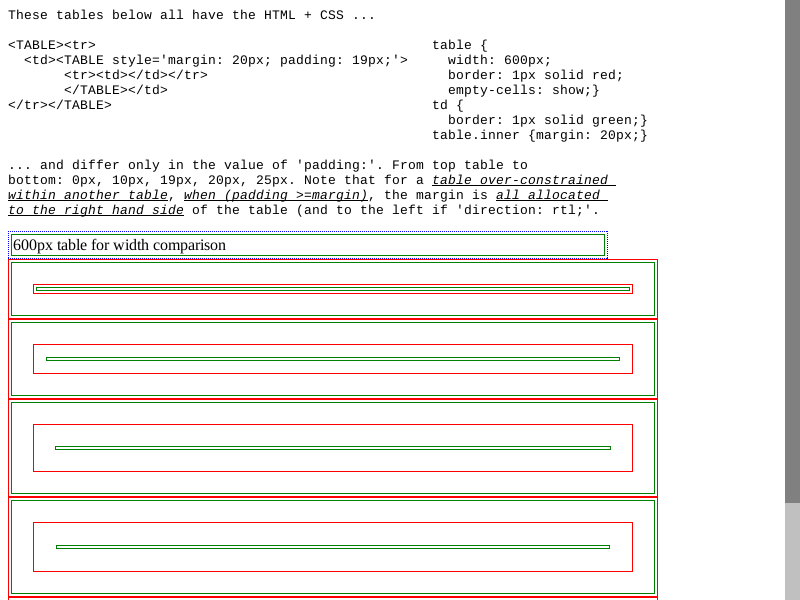 These tables below all have the HTML + CSS ...
<TABLE><tr>                                          table {
  <td><TABLE style='margin: 20px; padding: 19px;'>     width: 600px;
       <tr><td></td></tr>                              border: 1px solid red;
       </TABLE></td>                                   empty-cells: show;}
</tr></TABLE>                                        td {
                                                       border: 1px solid green;}
                                                     table.inner {margin: 20px;}
... and differ only in the value of 'padding:'. From top table to
bottom: 0px, 10px, 19px, 20px, 25px. Note that for a table over-constrained
within another table, when (padding >=margin), the margin is all allocated
to the right hand side of the table (and to the left if 'direction: rtl;'.
600px table for width comparison